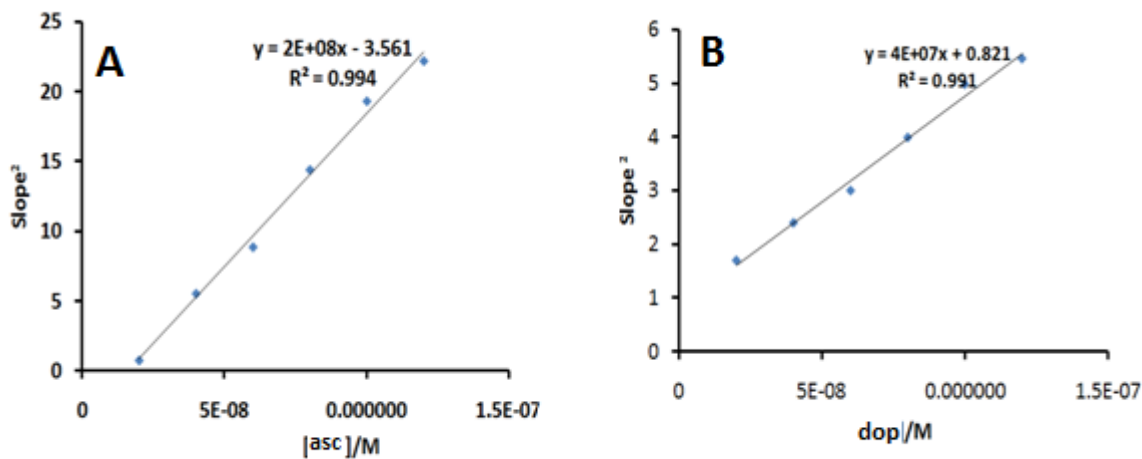 A
y = 2E+08x - 3.561
R² = 0.994
Slope²
25
20
15
10
5
0
0
5E-08
0.000000
1.5E-07
[asc]/M
B
y = 4E+07x + 0.821
R² = 0.991
Slope²
6
5
4
3
2
1
0
0
5E-08
0.000000
1.5E-07
dop|/M